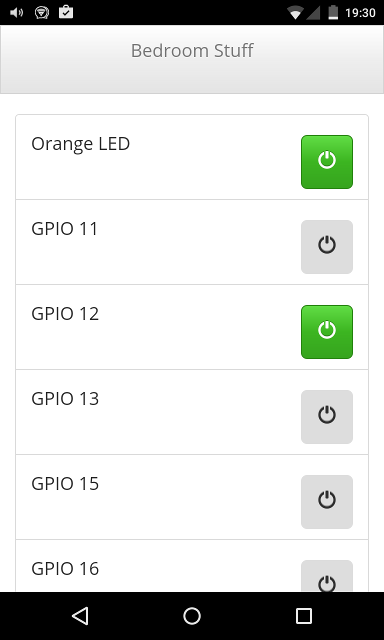 19:30
Bedroom Stuff
Orange LED
GPIO 11
GPIO 12
GPIO 13
GPIO 15
GPIO 16